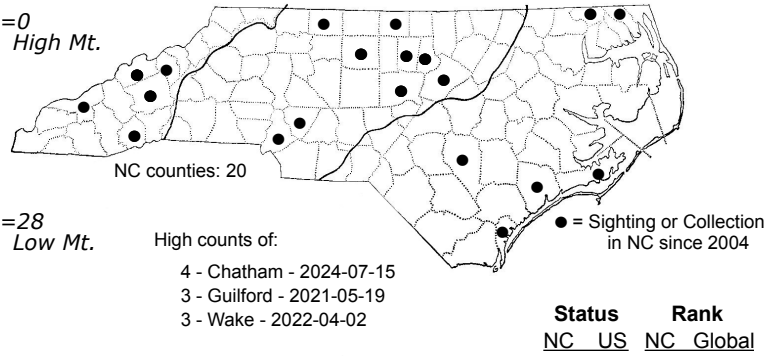 =0
High Mt.
NC counties: 20
=28
Low Mt.
High counts of:
4 - Chatham - 2024-07-15
3 - Guilford - 2021-05-19
3 - Wake - 2022-04-02
● = Sighting or Collection
in NC since 2004
Status Rank
NC US NC Global